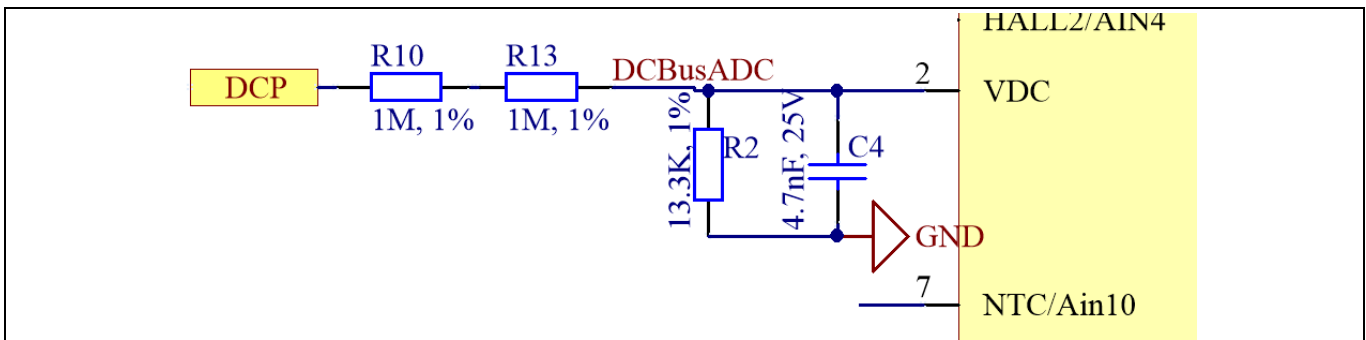 HALL2/AIN4
R10
R13
DCBusADC
2
DCP
VDC
1M, 1%
1M, 1%
13.3K, 1%
R2
4.7nF, 25V
C4
GND
7
NTC/Ain10